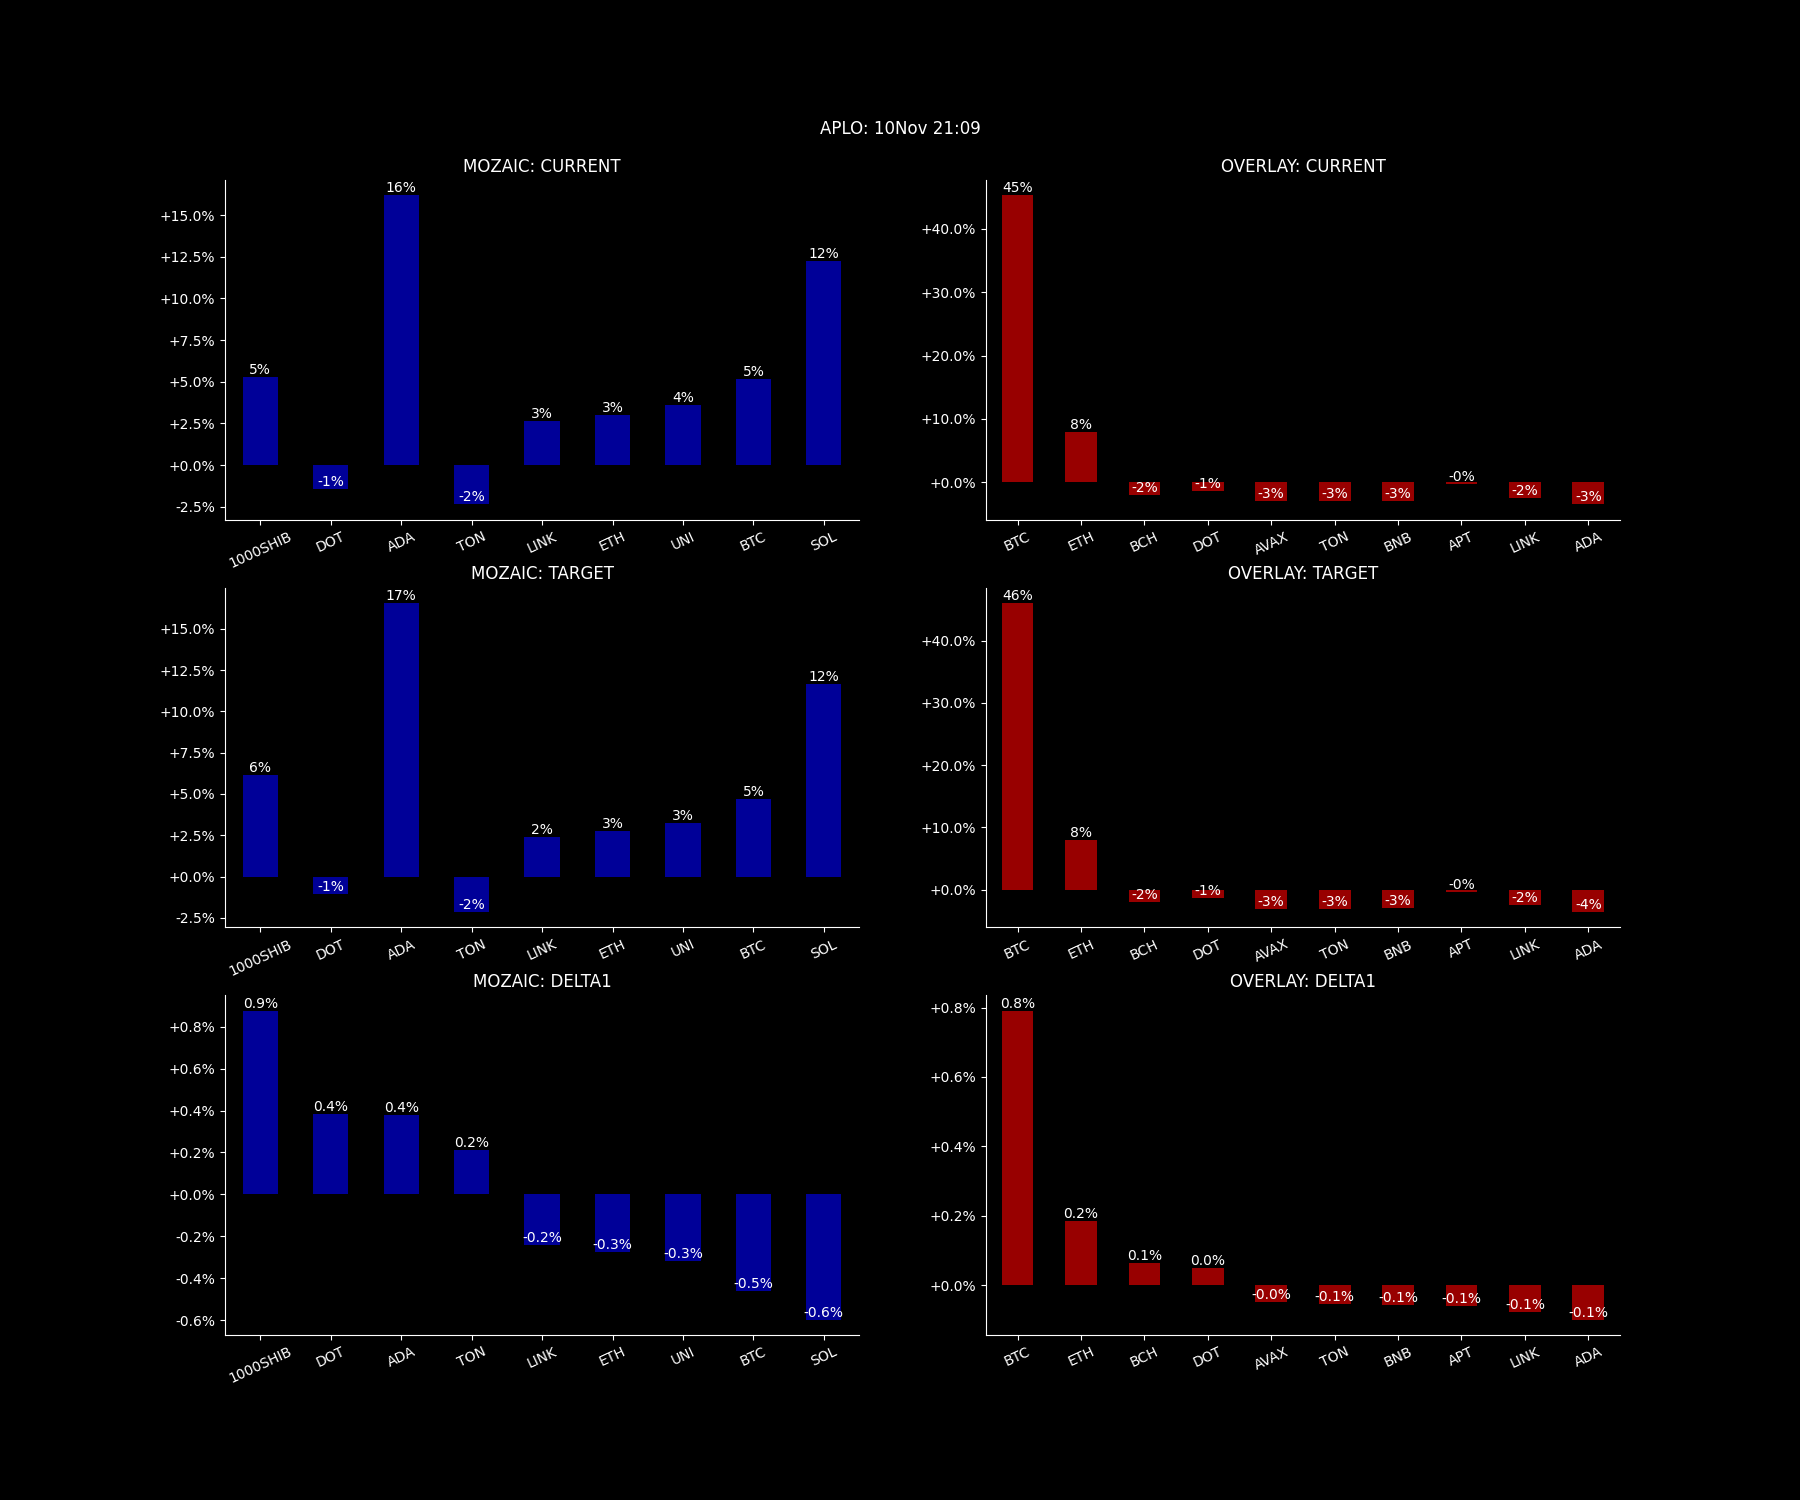 APLO: 10Nov 21:09
MOZAIC: CURRENT
+15.0%
+12.5%
+10.0%
+7.5%
+5.0%
+2.5%
+0.0%
-2.5%
5%
-1%
16%
-2%
3%
3%
4%
5%
12%
1000SHIB
DOT
ADA
TON
LINK
ETH
UNI
BTC
SOL
OVERLAY: CURRENT
+40.0%
+30.0%
+20.0%
+10.0%
+0.0%
45%
8%
-2%
-1%
-3%
-3%
-3%
-0%
-2%
-3%
BTC
ETH
BCH
DOT
AVAX
TON
BNB
APT
LINK
ADA
MOZAIC: TARGET
+15.0%
+12.5%
+10.0%
+7.5%
+5.0%
+2.5%
+0.0%
-2.5%
6%
-1%
17%
-2%
2%
3%
3%
5%
12%
1000SHIB
DOT
ADA
TON
LINK
ETH
UNI
BTC
SOL
OVERLAY: TARGET
+40.0%
+30.0%
+20.0%
+10.0%
+0.0%
46%
8%
-2%
-1%
-3%
-3%
-3%
-0%
-2%
-4%
BTC
ETH
BCH
DOT
AVAX
TON
BNB
APT
LINK
ADA
MOZAIC: DELTA1
+0.8%
+0.6%
+0.4%
+0.2%
+0.0%
-0.2%
-0.4%
-0.6%
0.9%
0.4%
0.4%
0.2%
-0.2%
-0.3%
-0.3%
-0.5%
-0.6%
1000SHIB
DOT
ADA
TON
LINK
ETH
UNI
BTC
SOL
OVERLAY: DELTA1
+0.8%
+0.6%
+0.4%
+0.2%
+0.0%
0.8%
0.2%
0.1%
0.0%
-0.0%
-0.1%
-0.1%
-0.1%
-0.1%
-0.1%
BTC
ETH
BCH
DOT
AVAX
TON
BNB
APT
LINK
ADA